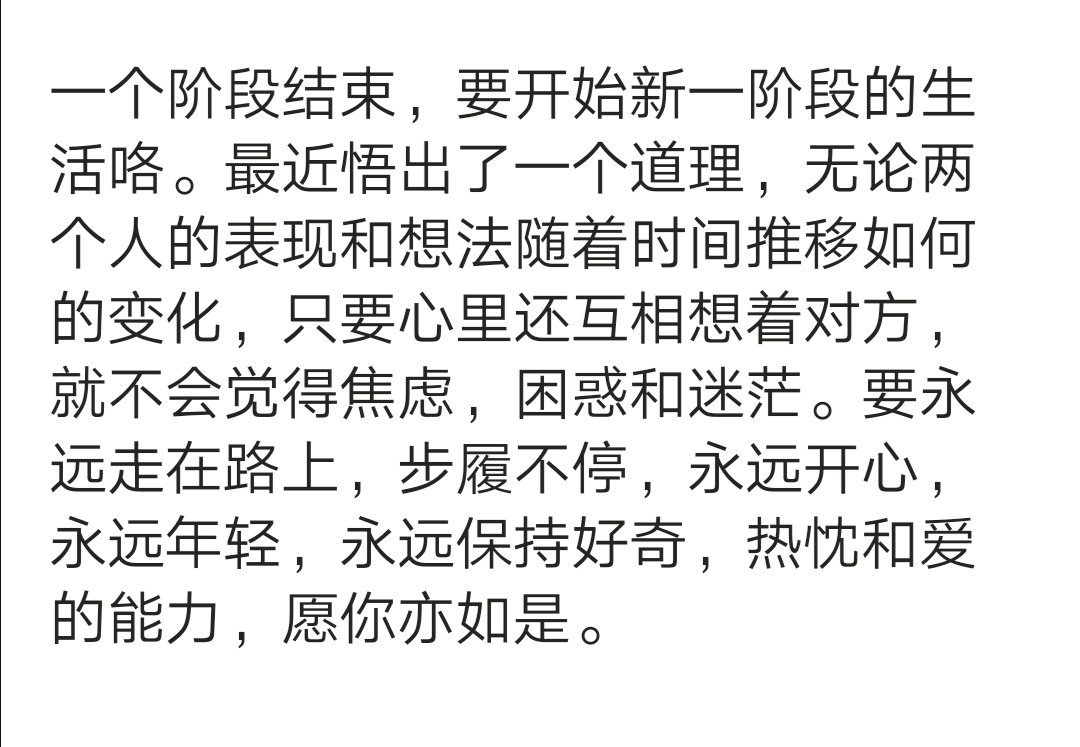 一个阶段结束，要开始新一阶段的生
活咯。最近悟出了一个道理，无论两
个人的表现和想法随着时间推移如何
的变化，只要心里还互相想着对方，
就不会觉得焦虑，困惑和迷茫。要永
远走在路上，步履不停，永远开心，
永远年轻，永远保持好奇，热忱和爱
的能力，愿你亦如是。